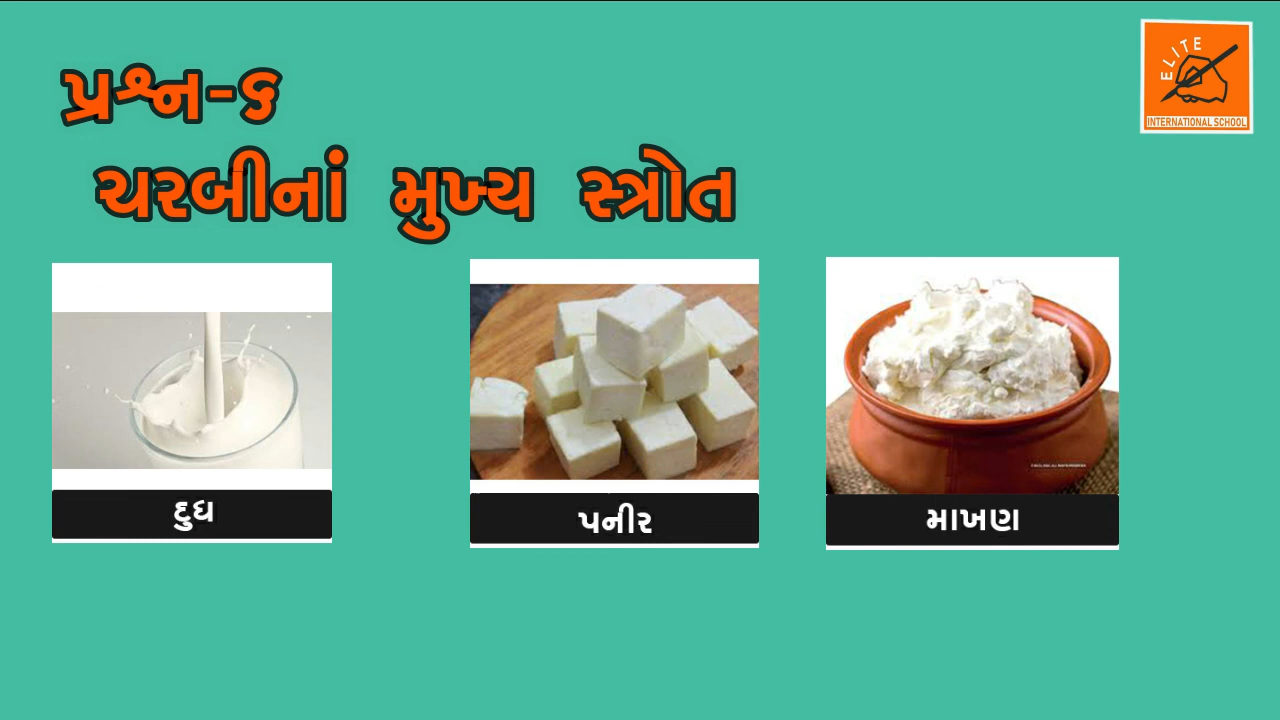 પ્રશ્ન-૬
ચરબીનાં મુખ્ય સ્ત્રોત
ELITE
INTERNATIONAL SCHOOL
દુધ
પનીર
માખણ